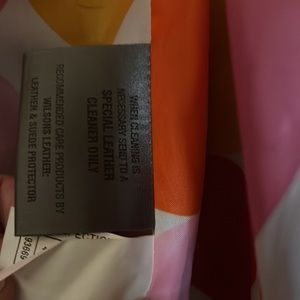 WHEN CLEANING IS
NECESSARY SEND TO A
SPECIAL LEATHER
CLEANER ONLY
RECOMMENDED CARE PRODUCTS BY
WILSONS LEATHER:
LEATHER & SUEDE PROTECTOR